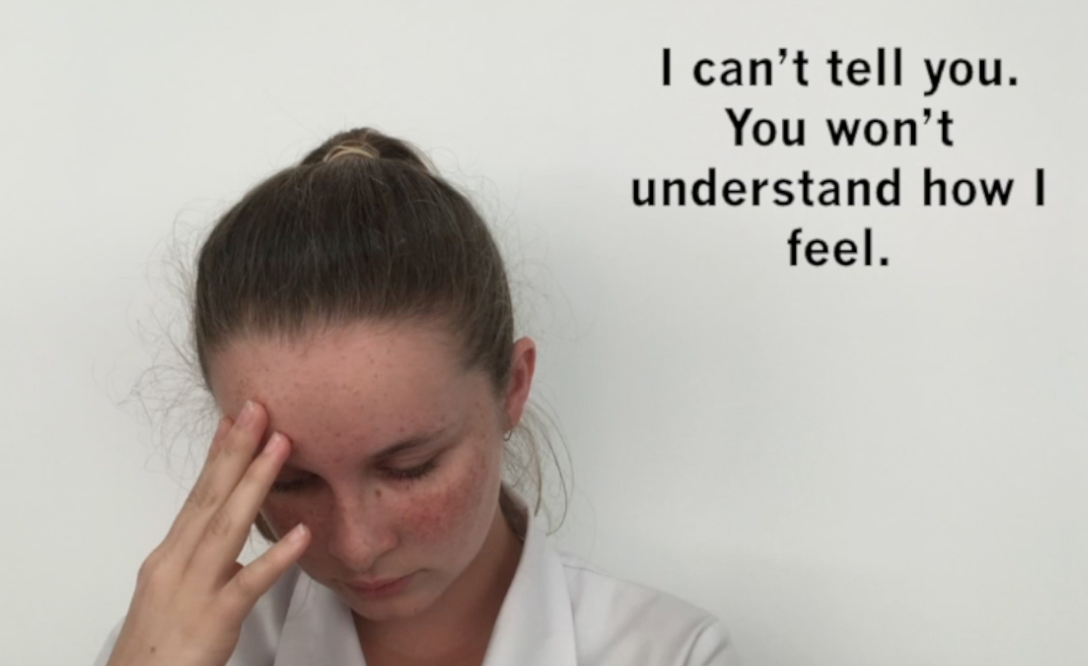 I can’t tell you.
You won’t
understand how I
feel.